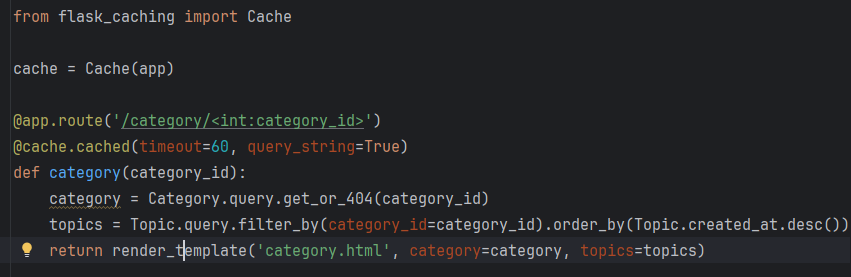 from flask_caching import Cache
cache = Cache(app)
@app.route('/category/<int:category_id>')
@cache.cached(timeout=60, query_string=True)
def category(category_id):
    category = Category.query.get_or_404(category_id)
    topics = Topic.query.filter_by(category_id=category_id).order_by(Topic.created_at.desc())
    return render_template('category.html', category=category, topics=topics)